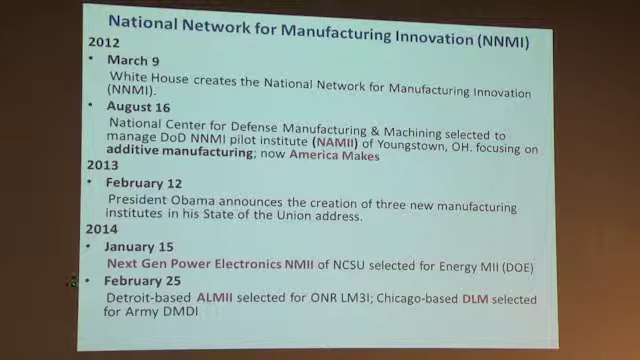 National Network for Manufacturing Innovation (NNMI)
2012
• March 9
White House creates the National Network for Manufacturing Innovation
(NNMI).
• August 16
National Center for Defense Manufacturing & Machining selected to
manage DoD NNMI pilot institute (NAMII) of Youngstown, OH. focusing on
additive manufacturing; now America Makes
2013
• February 12
President Obama announces the creation of three new manufacturing
institutes in his State of the Union address.
2014
• January 15
Next Gen Power Electronics NMII of NCSU selected for Energy MII (DOE)
• February 25
Detroit-based ALMII selected for ONR LM3I; Chicago-based DLM selected
for Army DMDI